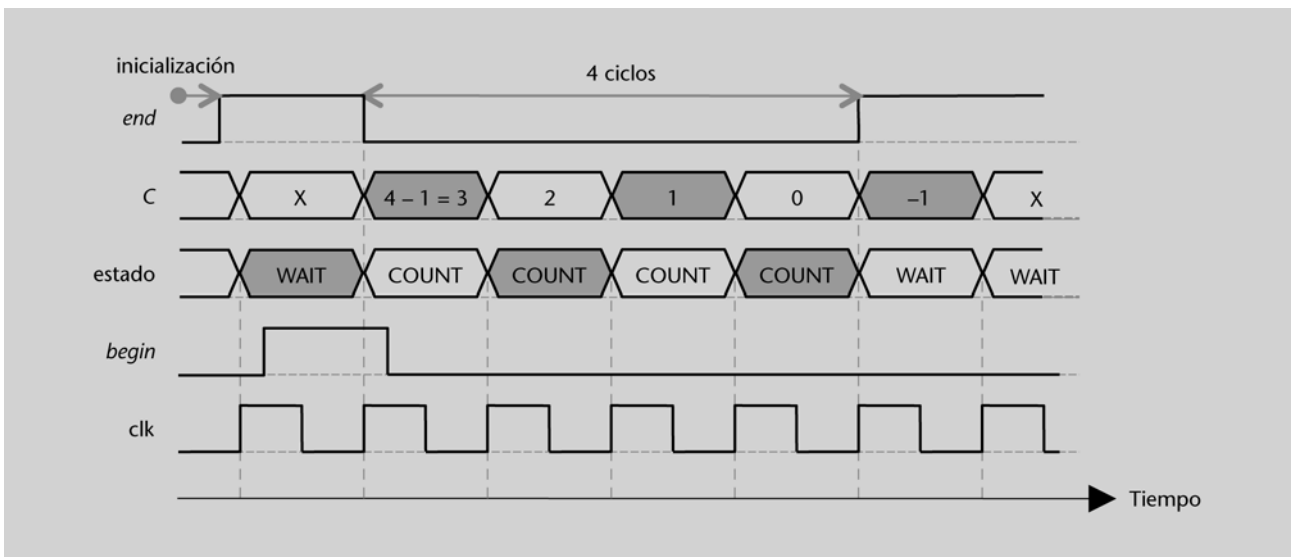 inicialización
4 ciclos
end
C X 4 – 1 = 3 2 1 0 –1 X
estado WAIT COUNT COUNT COUNT COUNT WAIT WAIT
begin
clk
Tiempo